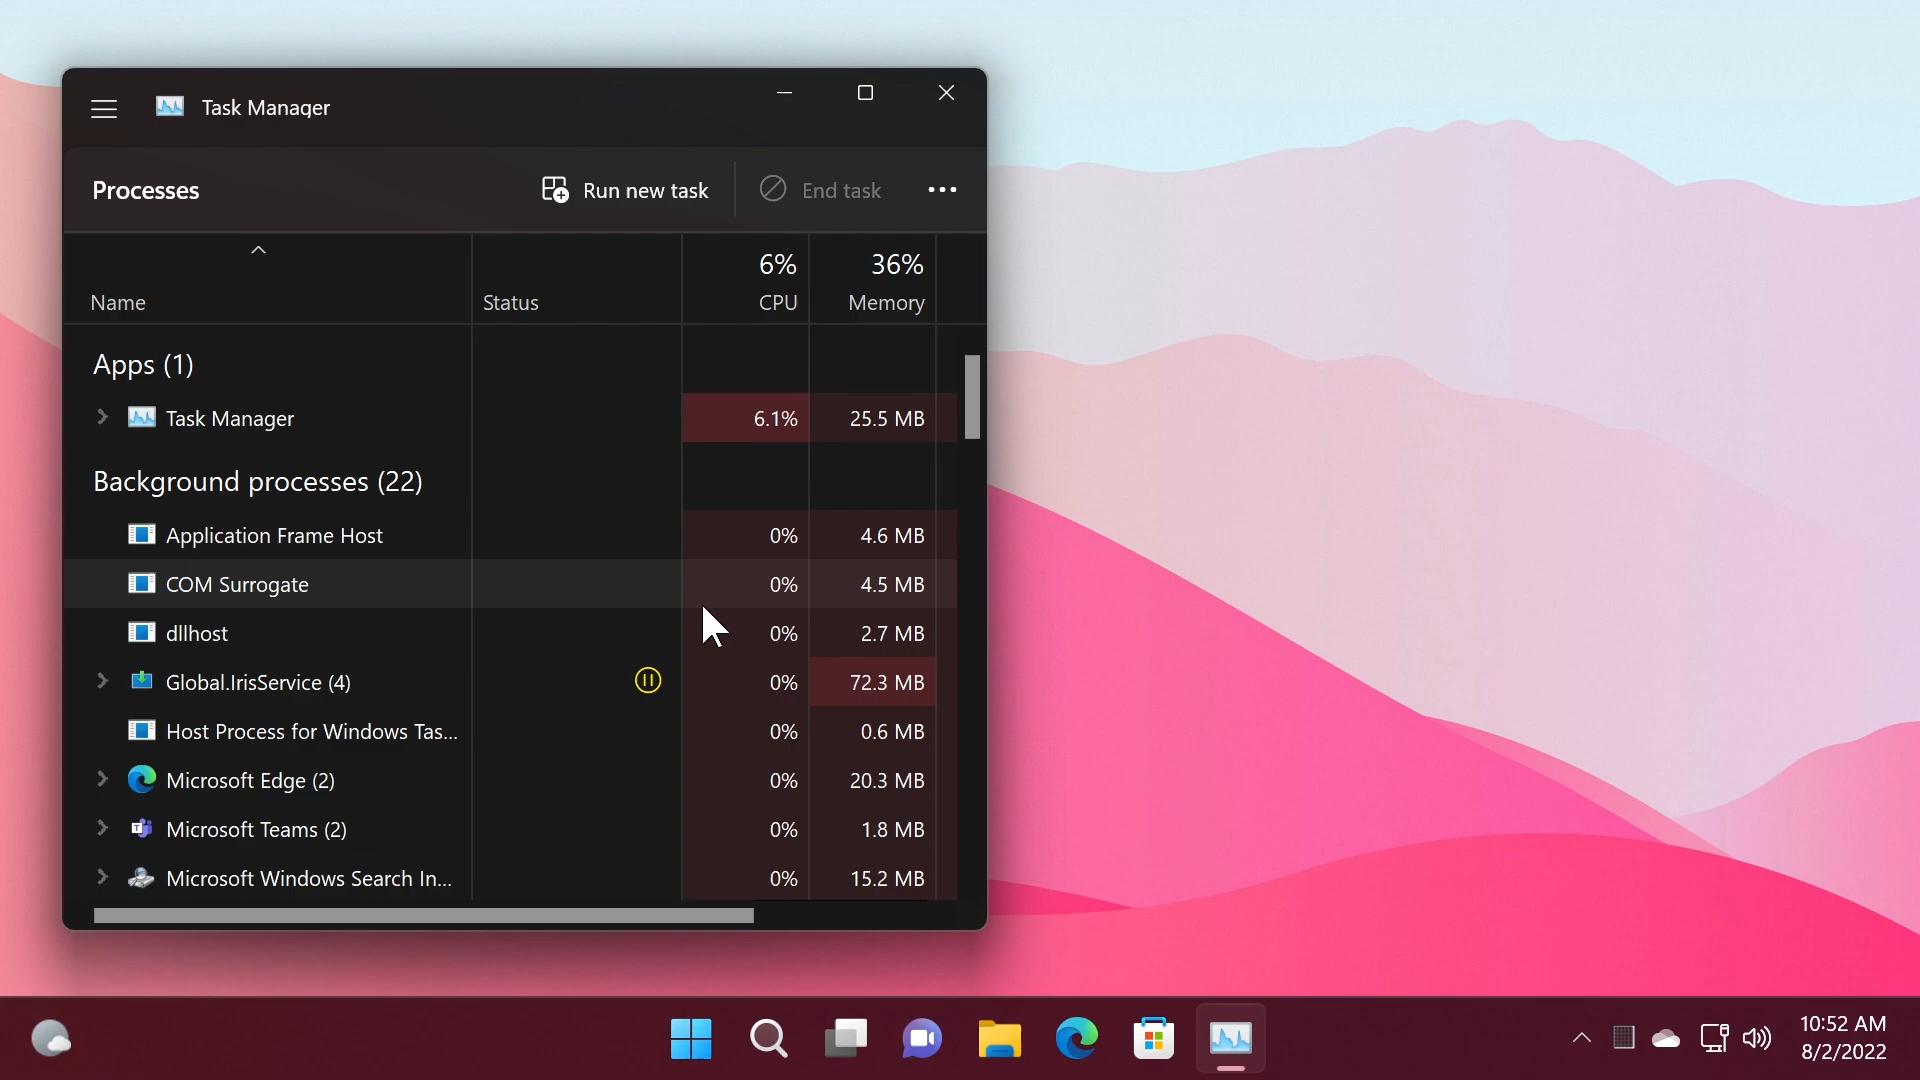 Task Manager
Processes
Run new task
End task
Name
Status
6%
CPU
36%
Memory
Apps (1)
Task Manager 6.1% 25.5 MB
Background processes (22)
Application Frame Host 0% 4.6 MB
COM Surrogate 0% 4.5 MB
dllhost 0% 2.7 MB
Global.IrisService (4) 0% 72.3 MB
Host Process for Windows Tas... 0% 0.6 MB
Microsoft Edge (2) 0% 20.3 MB
Microsoft Teams (2) 0% 1.8 MB
Microsoft Windows Search In... 0% 15.2 MB
10:52 AM
8/2/2022